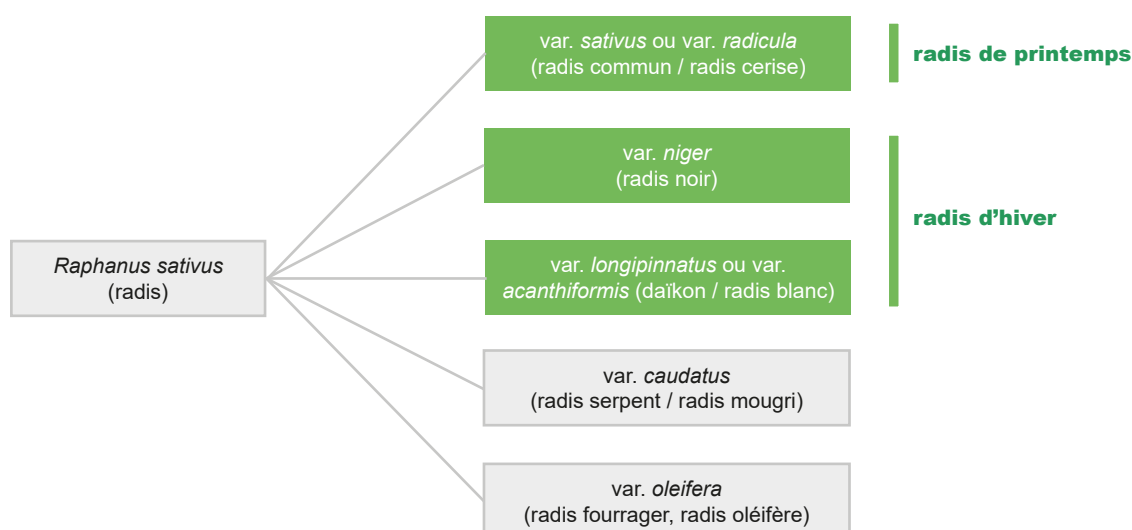 var. sativus ou var. radicula
(radis commun / radis cerise)
radis de printemps
var. niger
(radis noir)
radis d’hiver
Raphanus sativus
(radis)
var. longipinnatus ou var.
acanthiformis (daïkon / radis blanc)
var. caudatus
(radis serpent / radis mougri)
var. oleifera
(radis fourrager, radis oléifère)